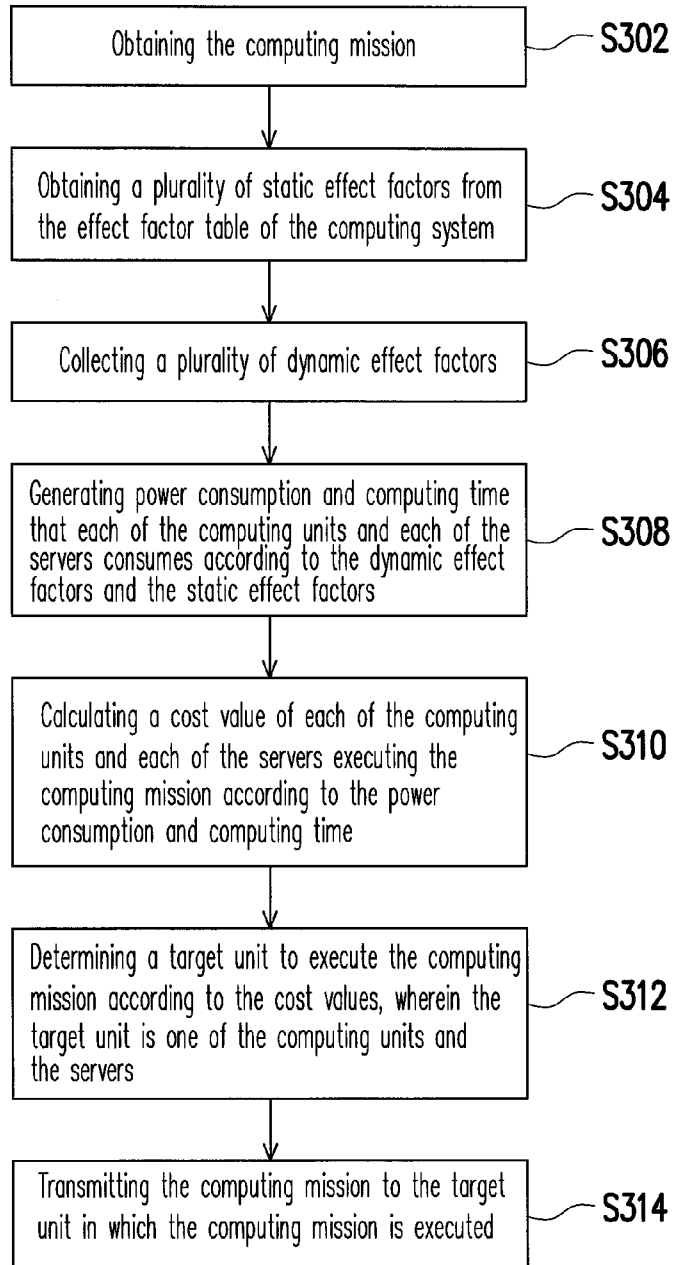 Obtaining the computing mission
S302
Obtaining a plurality of static effect factors from
the effect factor table of the computing system
S304
Collecting a plurality of dynamic effect factors
S306
Generating power consumption and computing time
that each of the computing units and each of the
servers consumes according to the dynamic effect
factors and the static effect factors
S308
Calculating a cost value of each of the computing
units and each of the servers executing the
computing mission according to the power
consumption and computing time
S310
Determining a target unit to execute the computing
mission according to the cost values, wherein the
target unit is one of the computing units and
the servers
S312
Transmitting the computing mission to the target
unit in which the computing mission is executed
S314